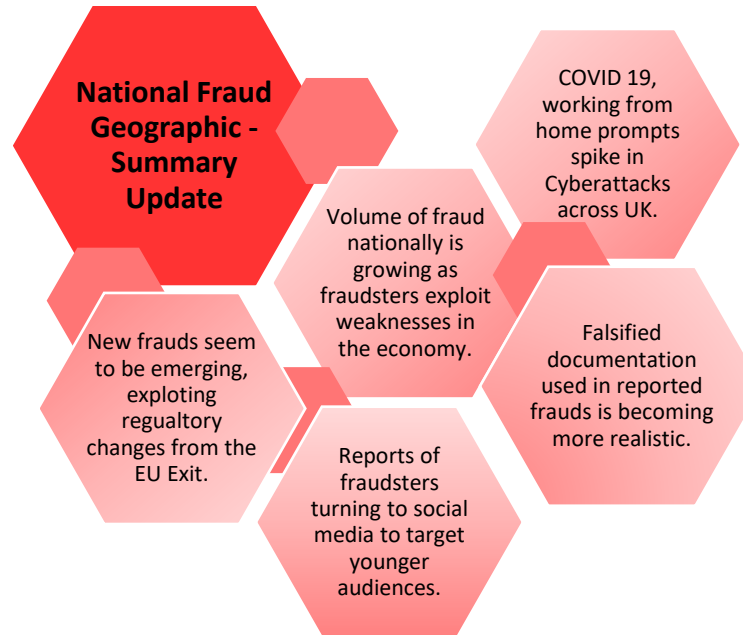 National Fraud
Geographic -
Summary
Update
COVID 19,
working from
home prompts
spike in
Cyberattacks
across UK.
Volume of fraud
nationally is
growing as
fraudsters exploit
weaknesses in
the economy.
New frauds seem
to be emerging,
exploting
regualtory
changes from the
EU Exit.
Falsified
documentation
used in reported
frauds is becoming
more realistic.
Reports of
fraudsters
turning to social
media to target
younger
audiences.